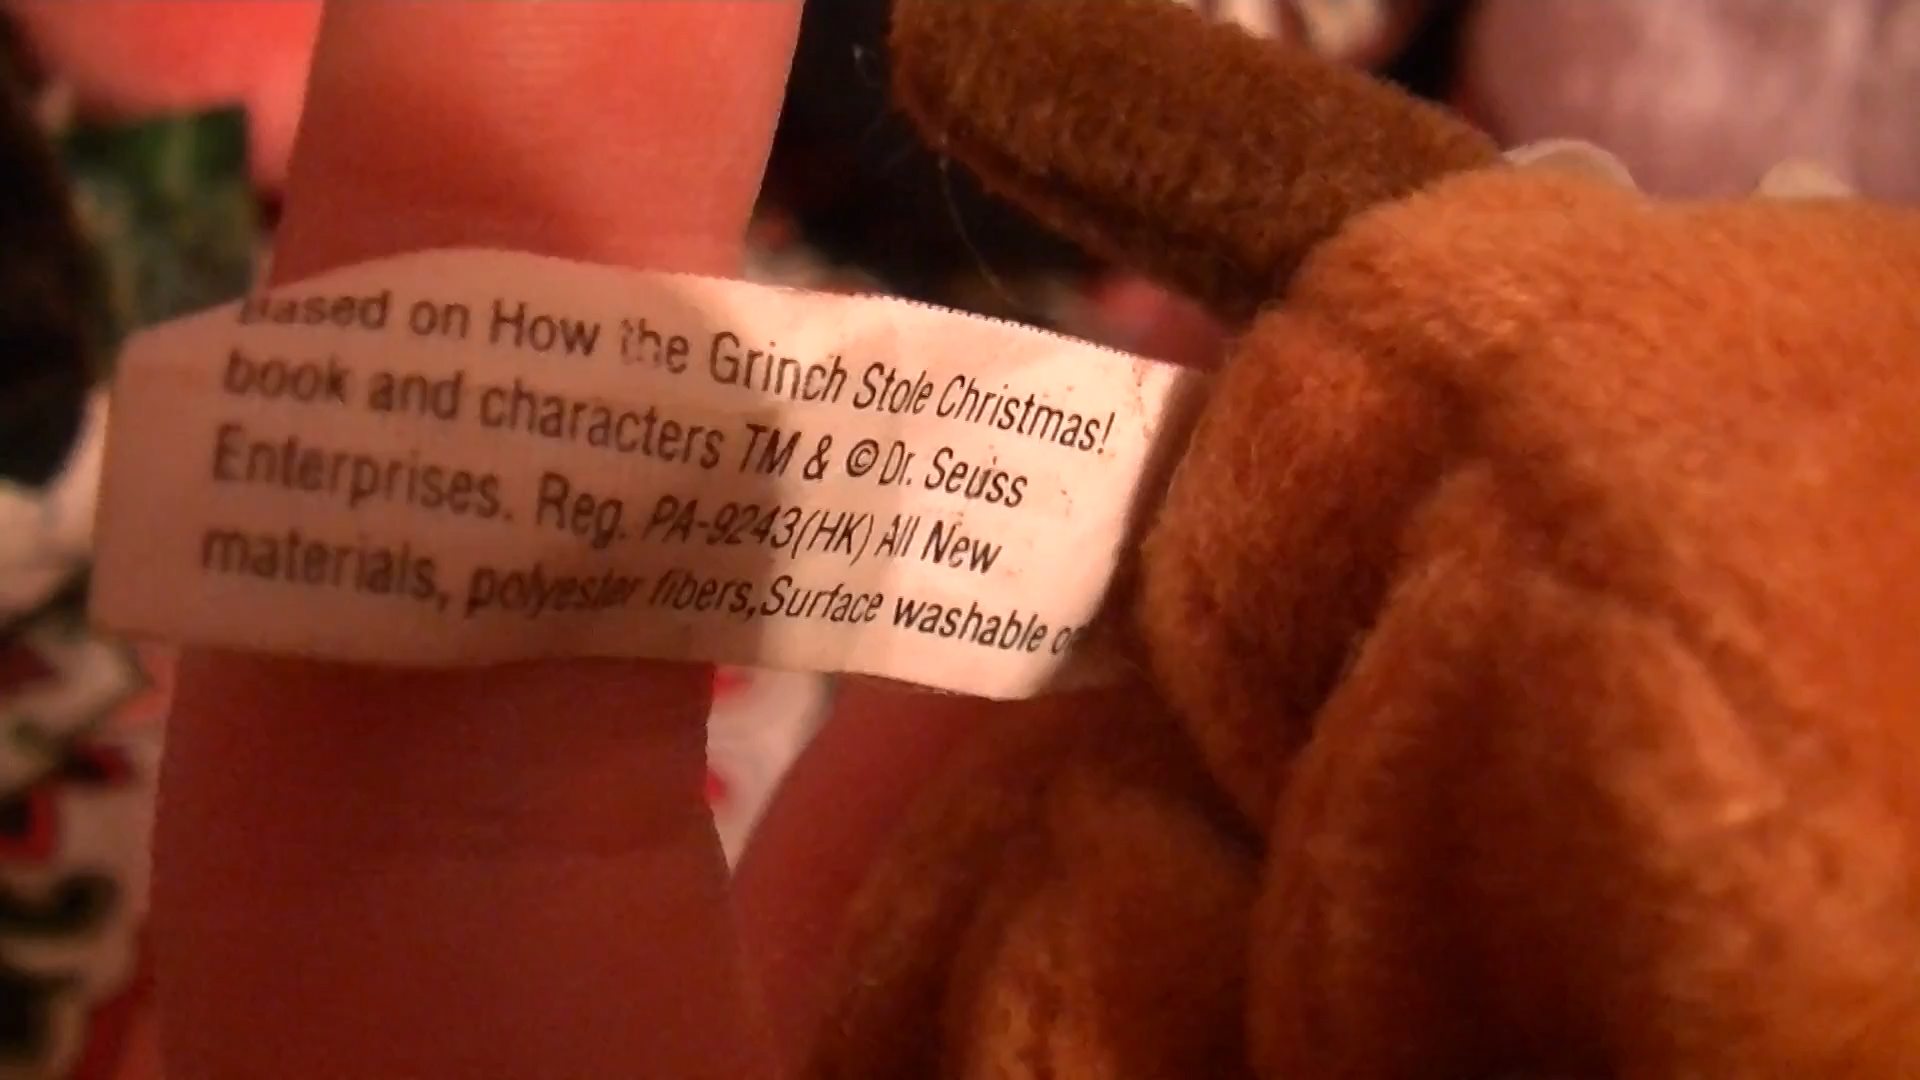 Based on How the Grinch Stole Christmas!
book and characters TM & © Dr. Seuss
Enterprises. Reg. PA-9243(HK) All New
materials, polyester fibers,Surface washable